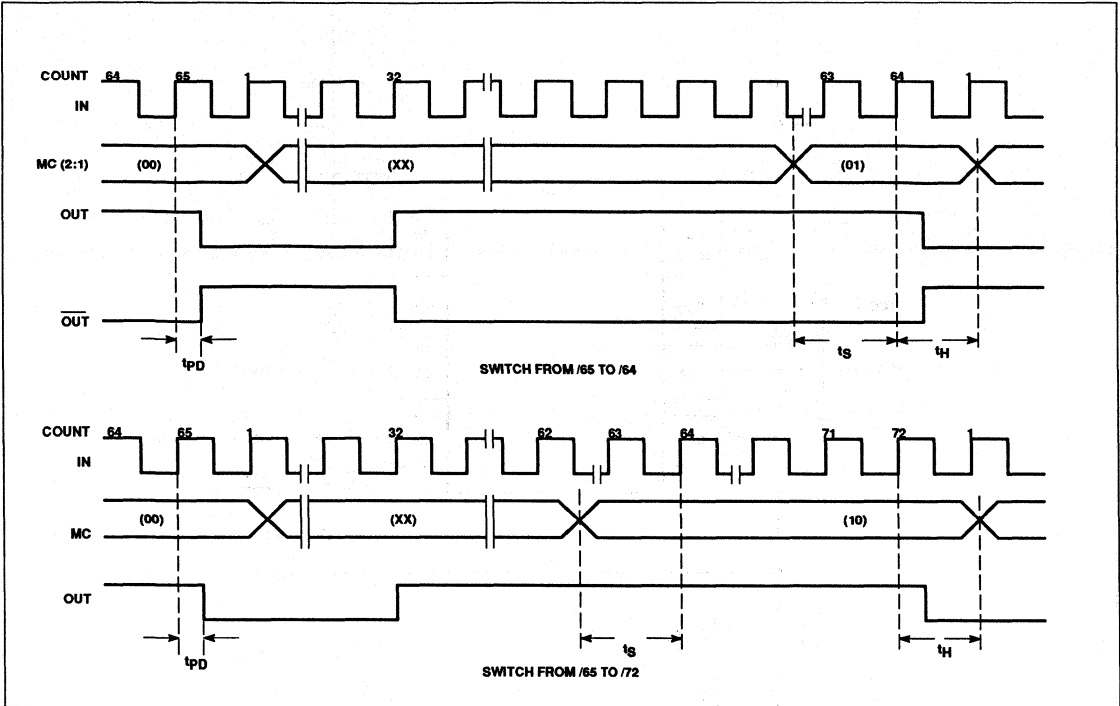 COUNT 64 65 1 32 63 64 1
IN
MC (2:1) (00) (XX) (01)
OUT
OUT
tPD tS tH
SWITCH FROM /65 TO /64
COUNT 64 65 1 32 62 63 64 71 72 1
IN
MC (00) (XX) (10)
OUT
tPD tS tH
SWITCH FROM /65 TO /72